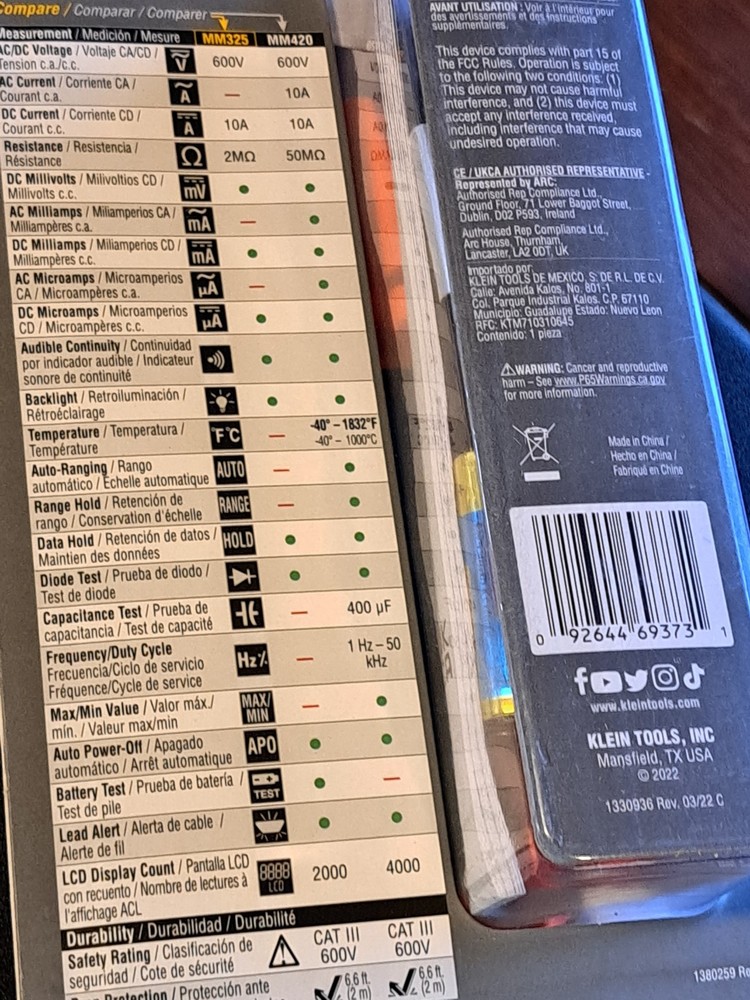 Compare / Comparar / Comparer
Measurement / Medición / Mesure MM325 MM420
AC/DC Voltage / Voltaje CA/CD /
Tension c.a./c.c. V 600V 600V
AC Current / Corriente CA /
Courant c.a. A — 10A
DC Current / Corriente CD /
Courant c.c. A 10A 10A
Resistance / Resistencia /
Résistance Ω 2MΩ 50MΩ
DC Millivolts / Milivoltios CD /
Millivolts c.c. mV
AC Milliamps / Miliamperios CA /
Milliampères c.a. mA —
DC Milliamps / Miliamperios CD /
Milliampères c.c. mA
AC Microamps / Microamperios
CA / Microampères c.a. µA —
DC Microamps / Microamperios
CD / Microampères c.c. µA
Audible Continuity / Continuidad
por indicador audible / Indicateur
sonore de continuité
Backlight / Retroiluminación /
Rétroéclairage
Temperature / Temperatura /
Température °F°C — -40° – 1832°F
-40° – 1000°C
Auto-Ranging / Rango
automático / Échelle automatique AUTO —
Range Hold / Retención de
rango / Conservation d'échelle RANGE —
Data Hold / Retención de datos /
Maintien des données HOLD
Diode Test / Prueba de diodo /
Test de diode
Capacitance Test / Prueba de
capacitancia / Test de capacité — 400 µF
Frequency/Duty Cycle
Frecuencia/Ciclo de servicio
Fréquence/Cycle de service Hz% — 1 Hz – 50
kHz
Max/Min Value / Valor máx./
mín. / Valeur max/min MAX/
MIN —
Auto Power-Off / Apagado
automático / Arrêt automatique APO
Battery Test / Prueba de batería /
Test de pile TEST —
Lead Alert / Alerta de cable /
Alerte de fil
LCD Display Count / Pantalla LCD
con recuento / Nombre de lectures à
l'affichage ACL 8888
LCD 2000 4000
Durability / Durabilidad / Durabilité
Safety Rating / Clasificación de
seguridad / Cote de sécurité CAT III
600V CAT III
600V
Protection / Protección ante 6.6 ft.
(2 m) 6.6 ft.
(2 m)
AVANT UTILISATION : Voir à l'intérieur pour
des avertissements et des instructions
supplémentaires.
This device complies with part 15 of
the FCC Rules. Operation is subject
to the following two conditions: (1)
This device may not cause harmful
interference, and (2) this device must
accept any interference received,
including interference that may cause
undesired operation.
CE / UKCA AUTHORISED REPRESENTATIVE -
Represented by ARC:
Authorised Rep Compliance Ltd.,
Ground Floor, 71 Lower Baggot Street,
Dublin, D02 P593, Ireland
Authorised Rep Compliance Ltd.,
Arc House, Thurnham,
Lancaster, LA2 0DT, UK
Importado por:
KLEIN TOOLS DE MEXICO, S. DE R.L. DE C.V.
Calle: Avenida Kalos, No. 801-1
Col. Parque Industrial Kalos. C.P. 67110
Municipio: Guadalupe Estado: Nuevo Leon
RFC: KTM710310645
Contenido: 1 pieza
⚠WARNING: Cancer and reproductive
harm – See www.P65Warnings.ca.gov
for more information.
Made in China /
Hecho en China /
Fabriqué en Chine
0 92644 69373 1
www.kleintools.com
KLEIN TOOLS, INC
Mansfield, TX USA
© 2022
1330936 Rev. 03/22 C
1380259 Re